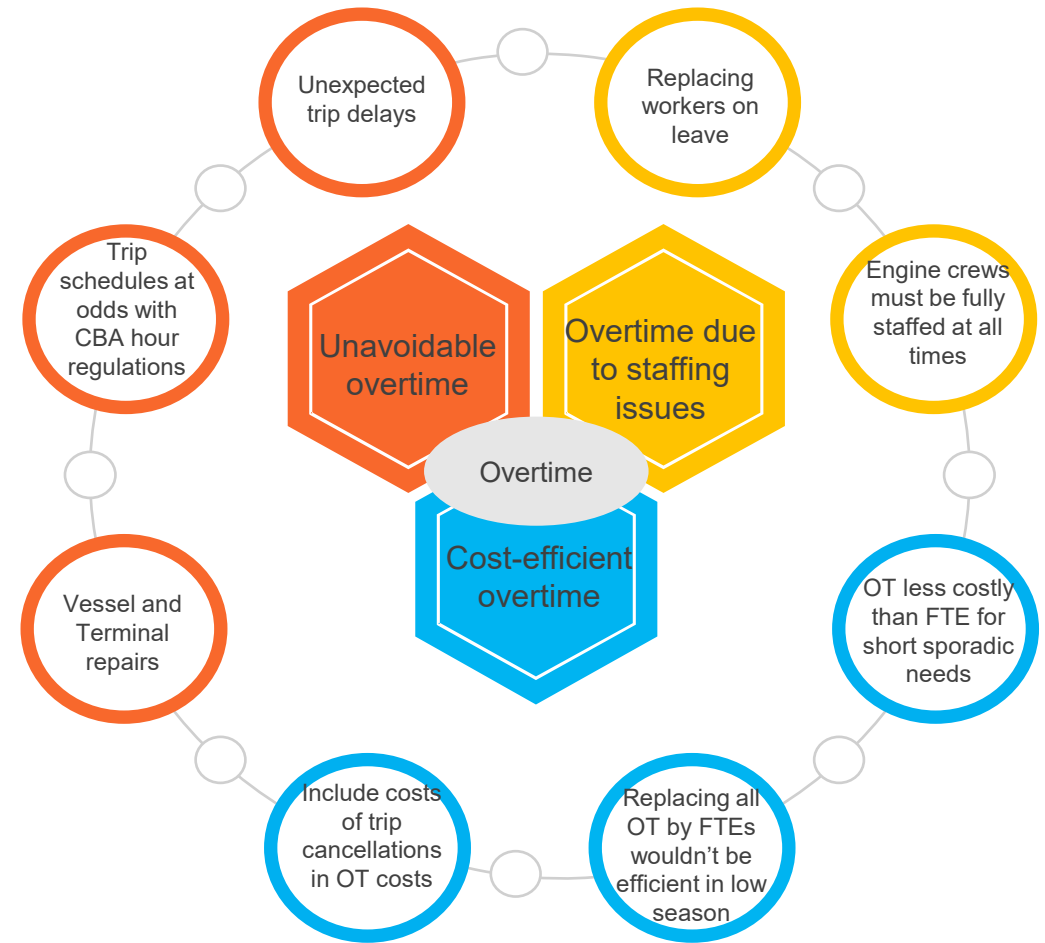 Unexpected
trip delays
Replacing
workers on
leave
Trip
schedules at
odds with
CBA hour
regulations
Engine crews
must be fully
staffed at all
times
Unavoidable
overtime
Overtime due
to staffing
issues
Overtime
Cost-efficient
overtime
Vessel and
Terminal
repairs
OT less costly
than FTE for
short sporadic
needs
Include costs
of trip
cancellations
in OT costs
Replacing all
OT by FTEs
wouldn’t be
efficient in low
season